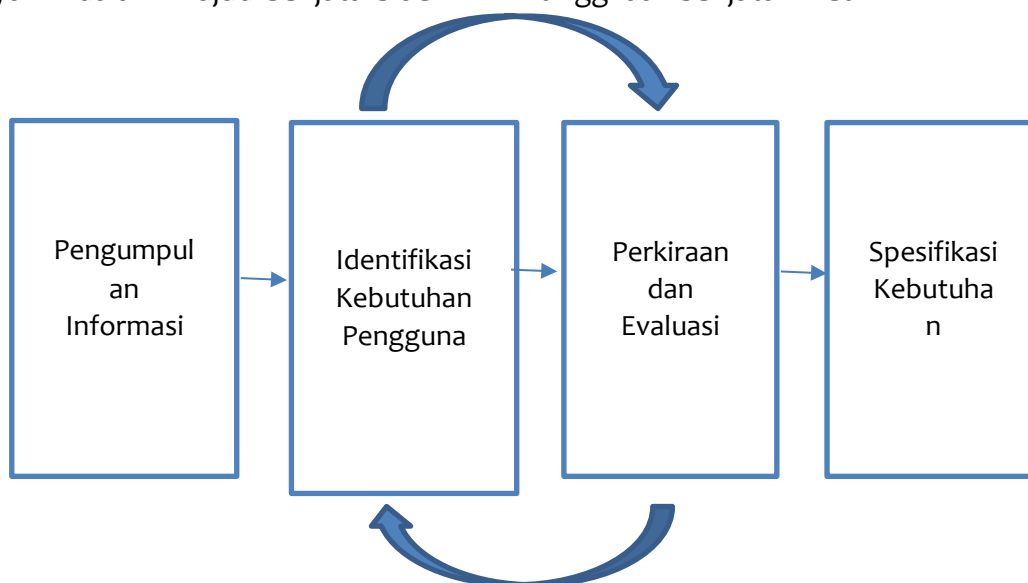 Pengumpul
an
Informasi
Identifikasi
Kebutuhan
Pengguna
Perkiraan
dan
Evaluasi
Spesifikasi
Kebutuha
n